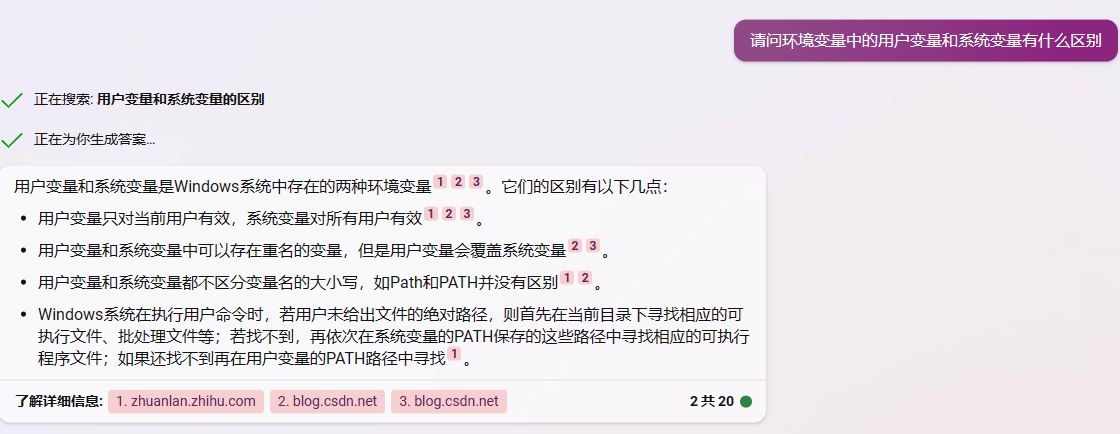 请问环境变量中的用户变量和系统变量有什么区别
正在搜索: 用户变量和系统变量的区别
正在为你生成答案...
用户变量和系统变量是Windows系统中存在的两种环境变量 1 2 3 。它们的区别有以下几点：
• 用户变量只对当前用户有效，系统变量对所有用户有效 1 2 3 。
• 用户变量和系统变量中可以存在重名的变量，但是用户变量会覆盖系统变量 2 3 。
• 用户变量和系统变量都不区分变量名的大小写，如Path和PATH并没有区别 1 2 。
• Windows系统在执行用户命令时，若用户未给出文件的绝对路径，则首先在当前目录下寻找相应的可
执行文件、批处理文件等；若找不到，再依次在系统变量的PATH保存的这些路径中寻找相应的可执行
程序文件；如果还找不到再在用户变量的PATH路径中寻找 1 。
了解详细信息: 1. zhuanlan.zhihu.com 2. blog.csdn.net 3. blog.csdn.net 2 共 20